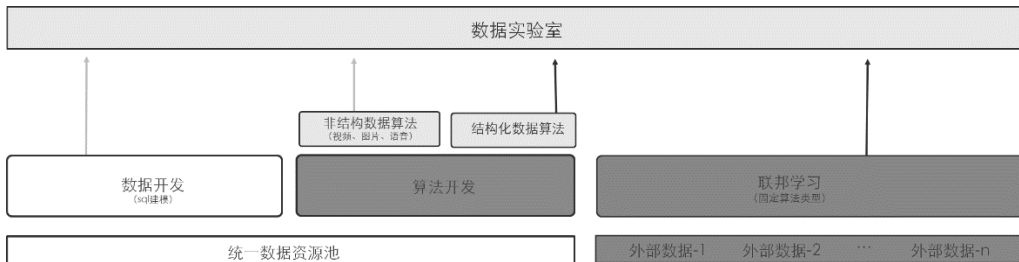 数据实验室
非结构数据算法
（视频、图片、语音）
结构化数据算法
数据开发
（sql建模）
算法开发
联邦学习
（固定算法类型）
统一数据资源池
外部数据-1 外部数据-2 … 外部数据-n